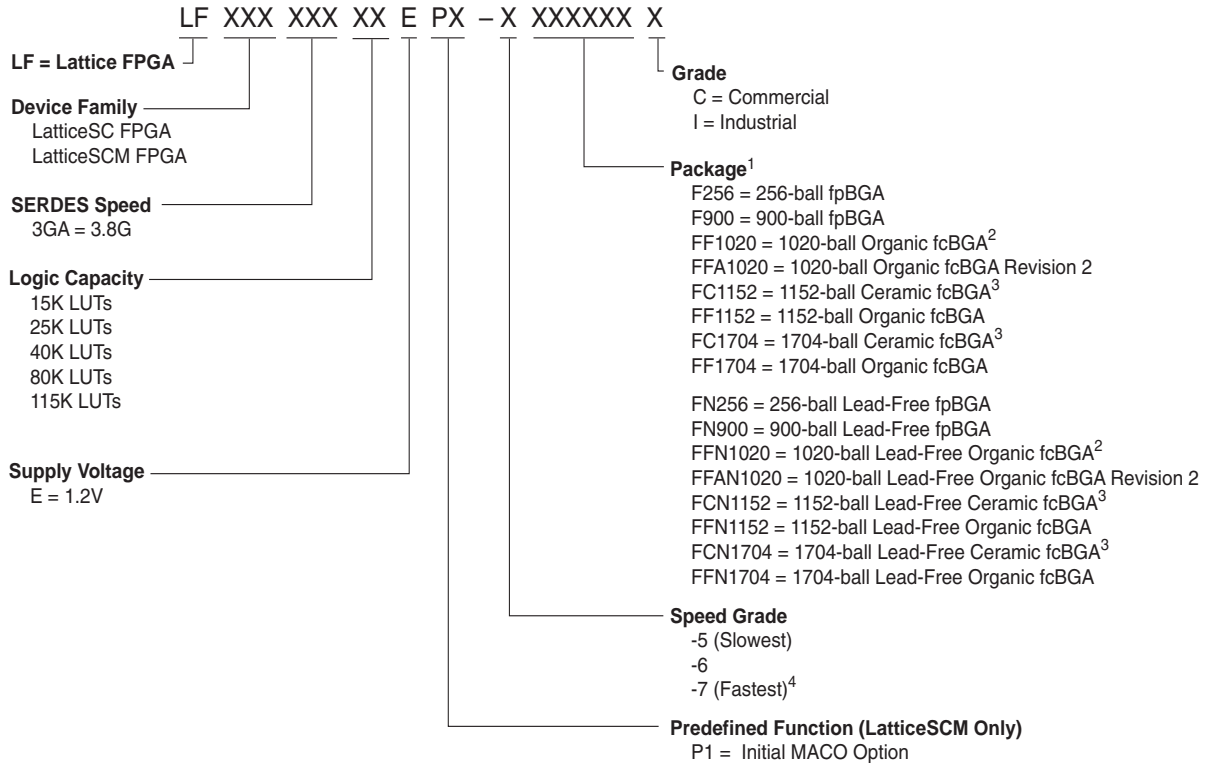 LF XXX XXX XX E PX – X XXXXXX X
LF = Lattice FPGA
Device Family
LatticeSC FPGA
LatticeSCM FPGA
SERDES Speed
3GA = 3.8G
Logic Capacity
15K LUTs
25K LUTs
40K LUTs
80K LUTs
115K LUTs
Supply Voltage
E = 1.2V
Grade
C = Commercial
I = Industrial
Package1
F256 = 256-ball fpBGA
F900 = 900-ball fpBGA
FF1020 = 1020-ball Organic fcBGA2
FFA1020 = 1020-ball Organic fcBGA Revision 2
FC1152 = 1152-ball Ceramic fcBGA3
FF1152 = 1152-ball Organic fcBGA
FC1704 = 1704-ball Ceramic fcBGA3
FF1704 = 1704-ball Organic fcBGA
FN256 = 256-ball Lead-Free fpBGA
FN900 = 900-ball Lead-Free fpBGA
FFN1020 = 1020-ball Lead-Free Organic fcBGA2
FFAN1020 = 1020-ball Lead-Free Organic fcBGA Revision 2
FCN1152 = 1152-ball Lead-Free Ceramic fcBGA3
FFN1152 = 1152-ball Lead-Free Organic fcBGA
FCN1704 = 1704-ball Lead-Free Ceramic fcBGA3
FFN1704 = 1704-ball Lead-Free Organic fcBGA
Speed Grade
-5 (Slowest)
-6
-7 (Fastest)4
Predefined Function (LatticeSCM Only)
P1 = Initial MACO Option